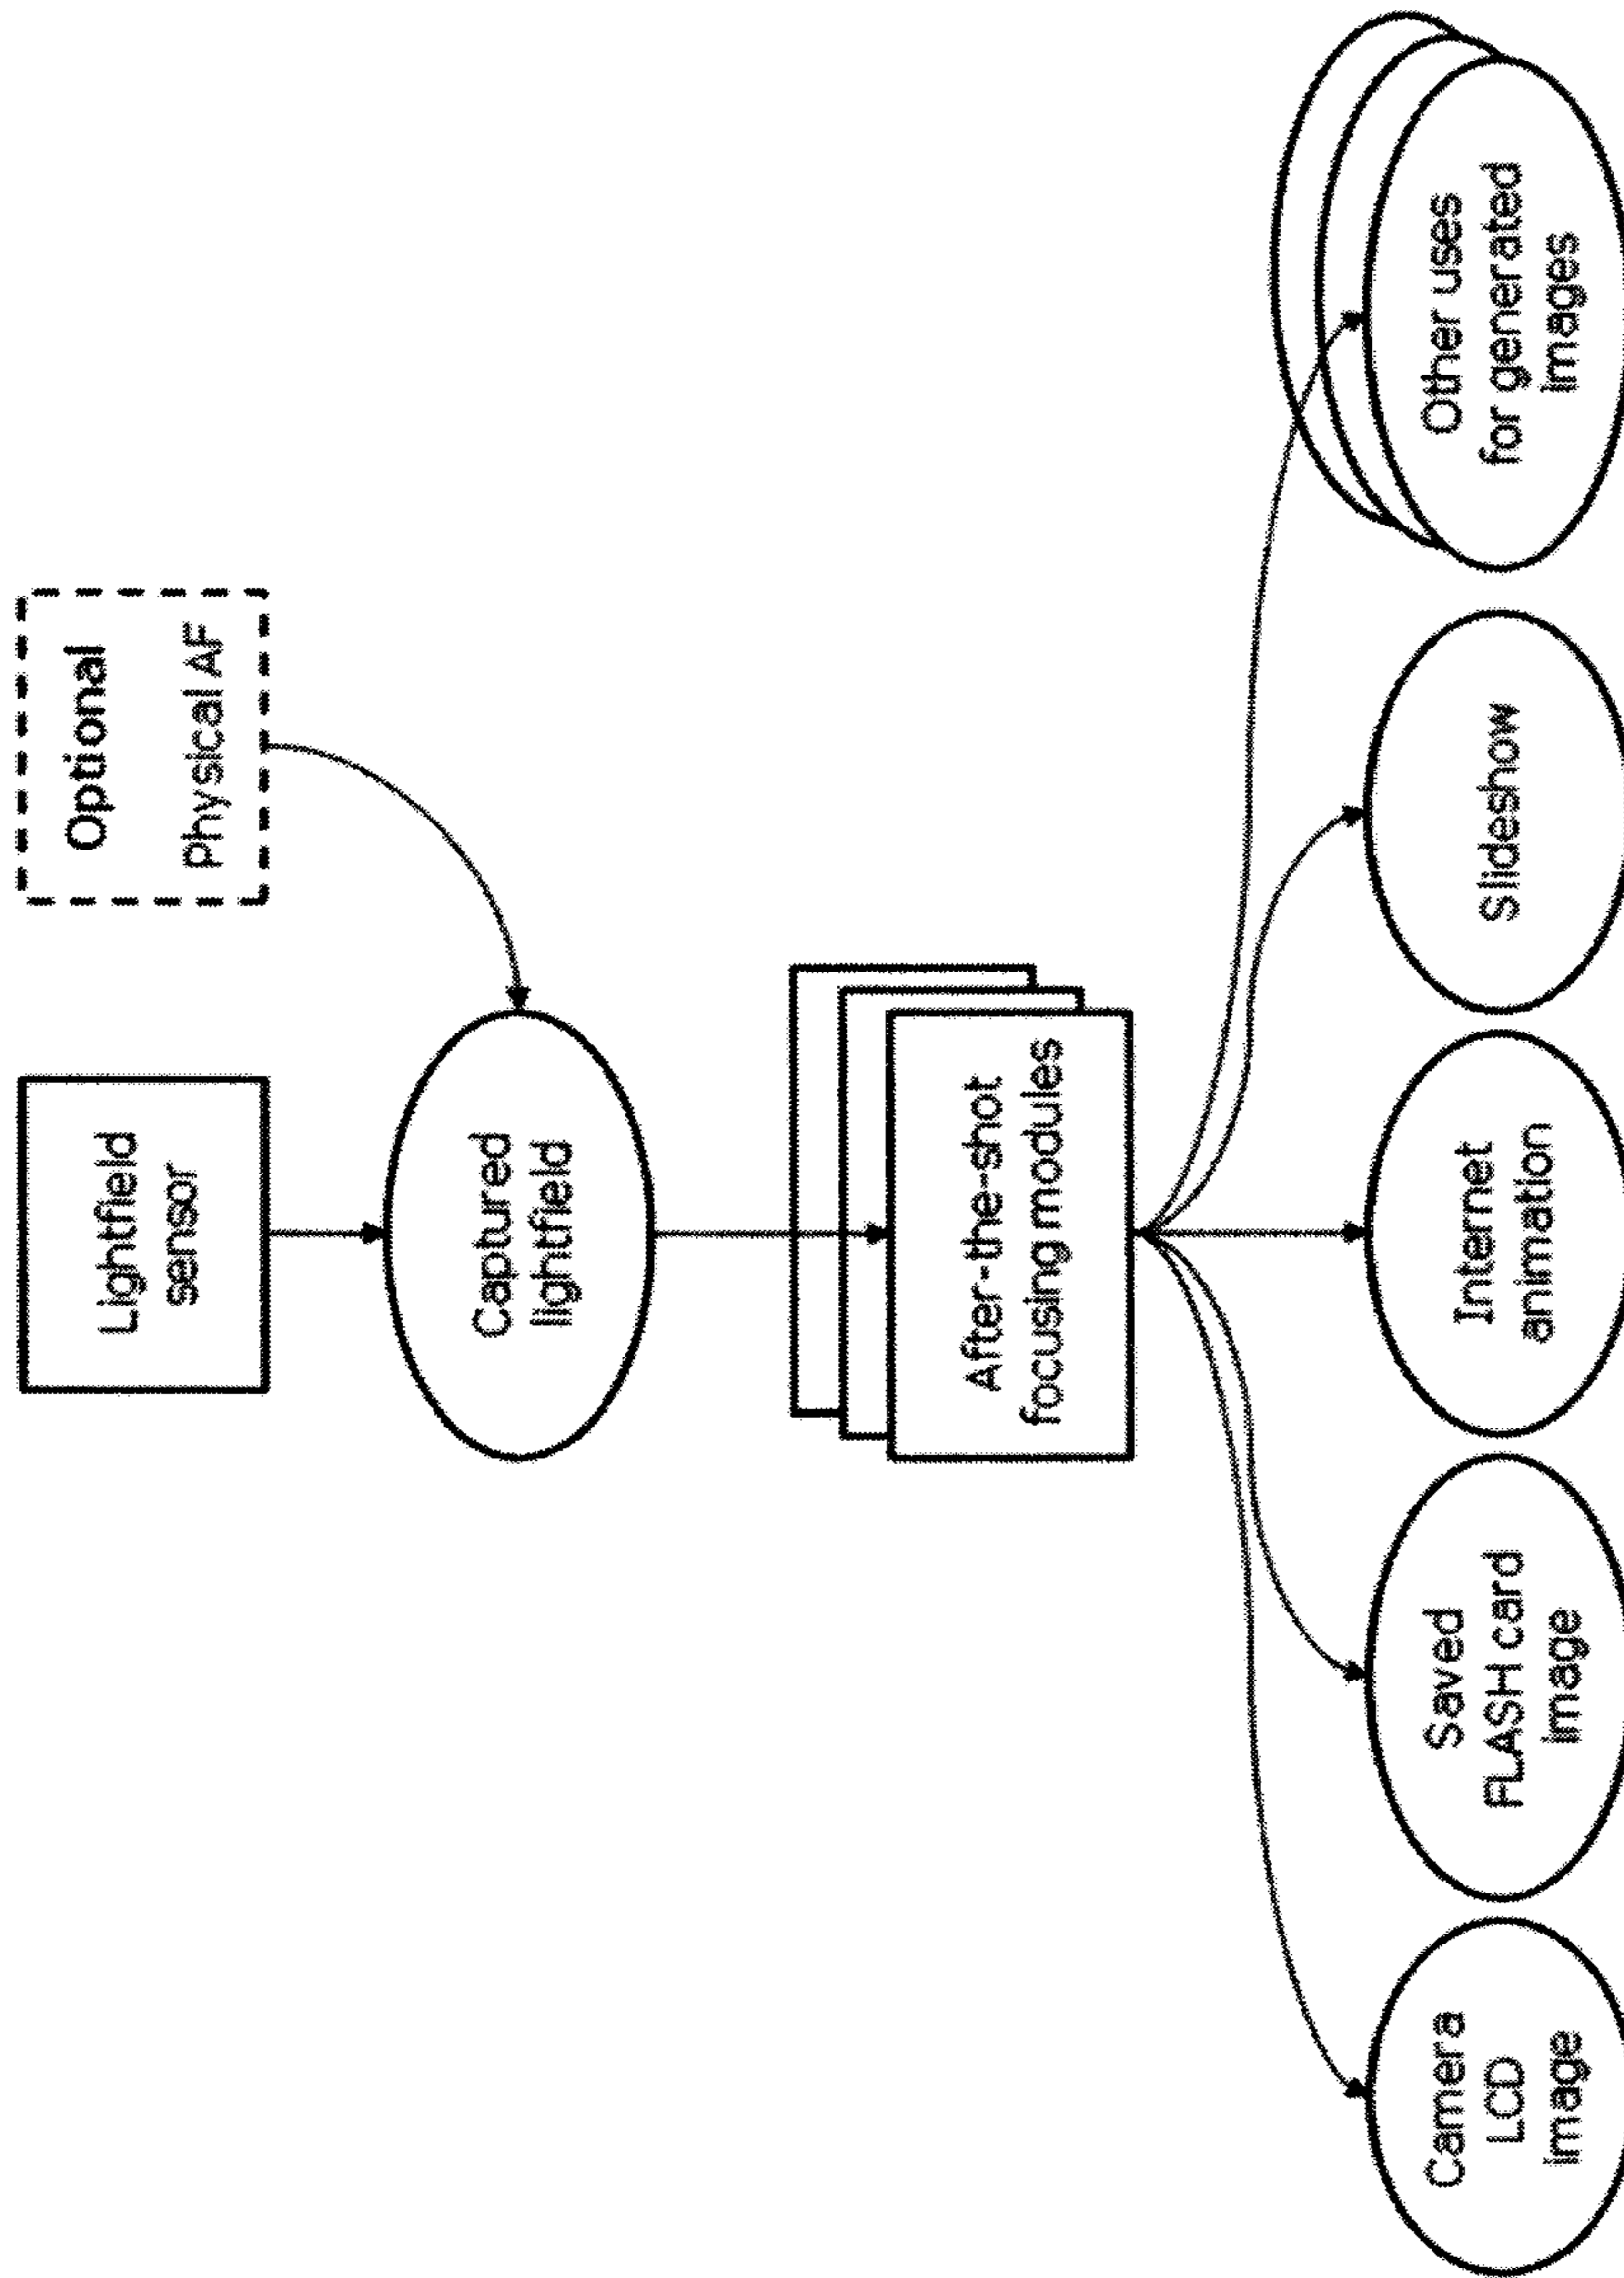 Lightfield
sensor
Optional
Physical AF
Captured
lightfield
After-the-shot
focusing modules
Camera
LCD
image
Saved
FLASH card
image
Internet
animation
Slideshow
Other uses
for generated
images